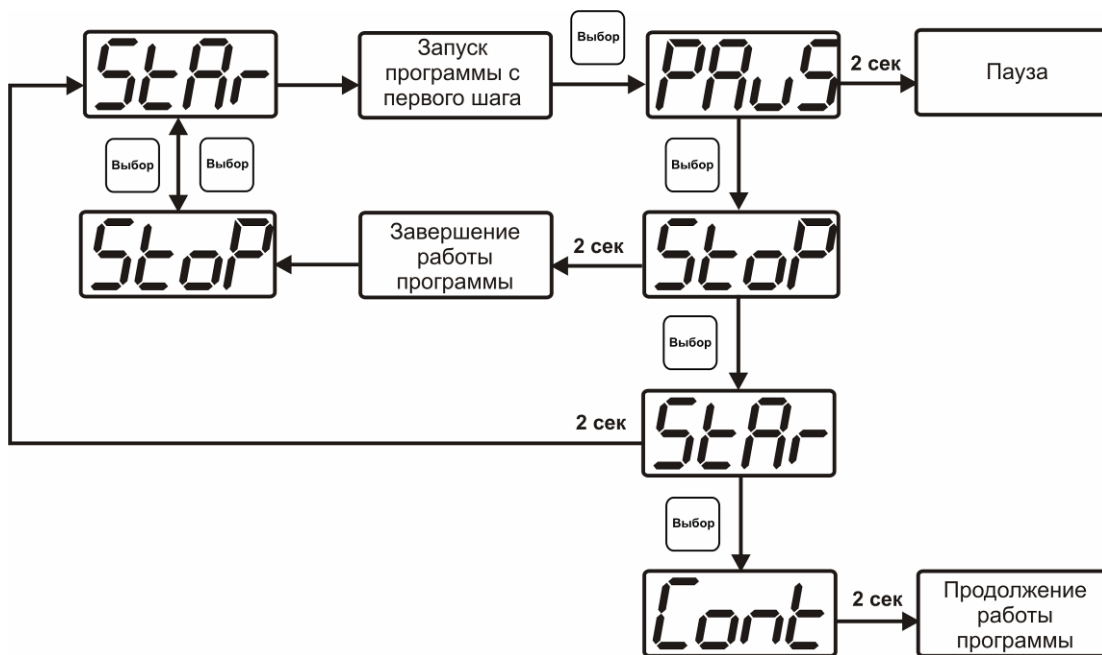 StAr
Запуск
программы с
первого шага
Выбор
PAuS
2 сек
Пауза
Выбор
Выбор
Выбор
StoP
Завершение
работы
программы
2 сек
StoP
Выбор
2 сек
StAr
Выбор
Cont
2 сек
Продолжение
работы
программы